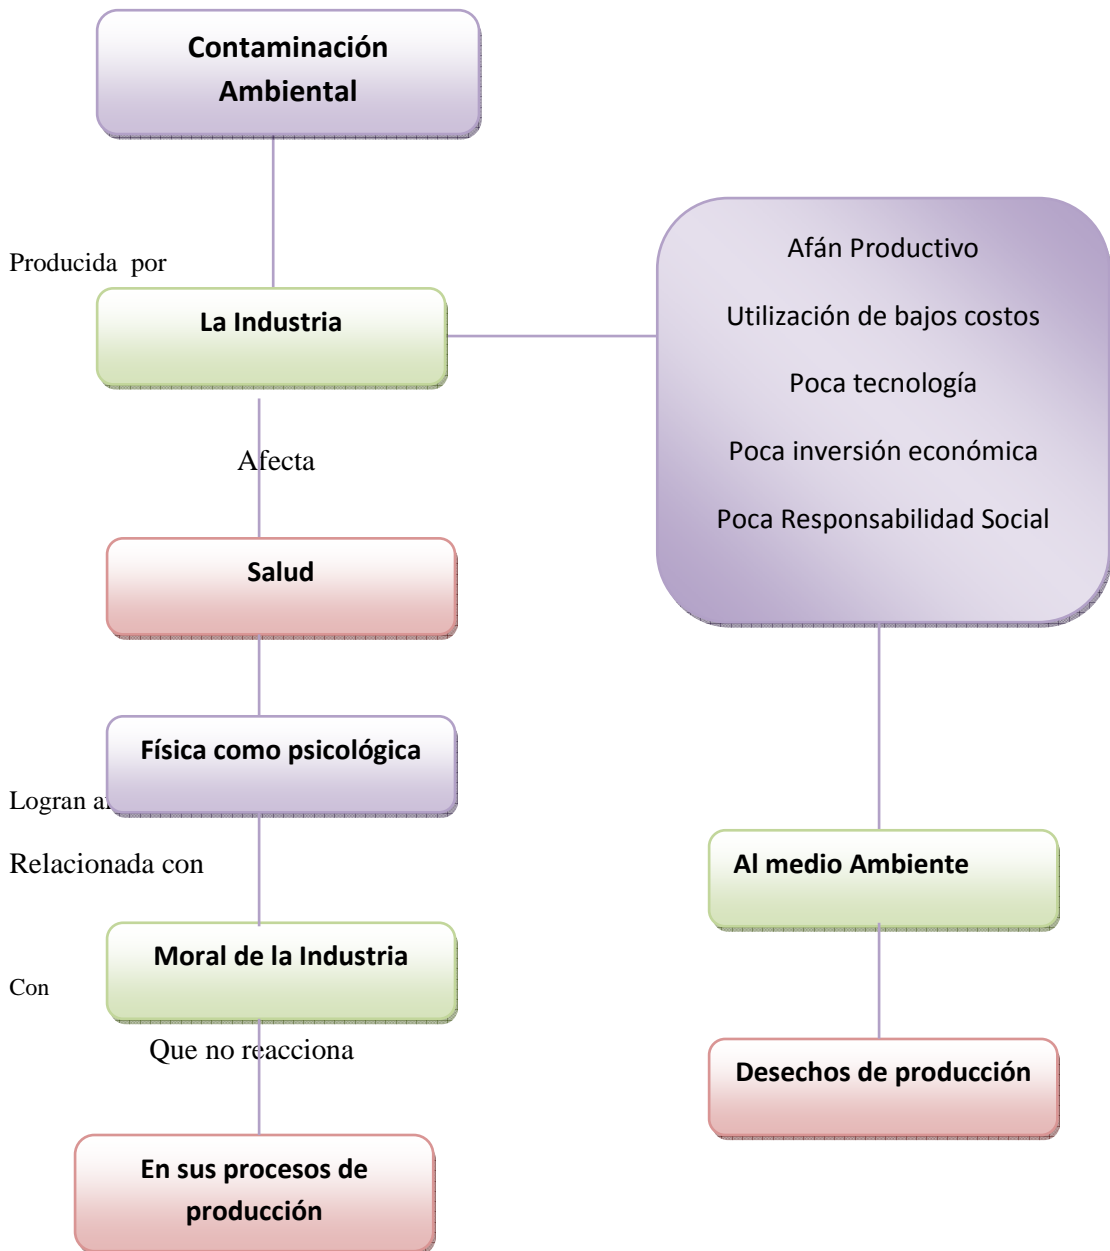 Contaminación
Ambiental
Producida por
La Industria
Afán Productivo
Utilización de bajos costos
Poca tecnología
Poca inversión económica
Poca Responsabilidad Social
Afecta
Salud
Física como psicológica
Logran
Relacionada con
Al medio Ambiente
Moral de la Industria
Con
Que no reacciona
Desechos de producción
En sus procesos de
producción